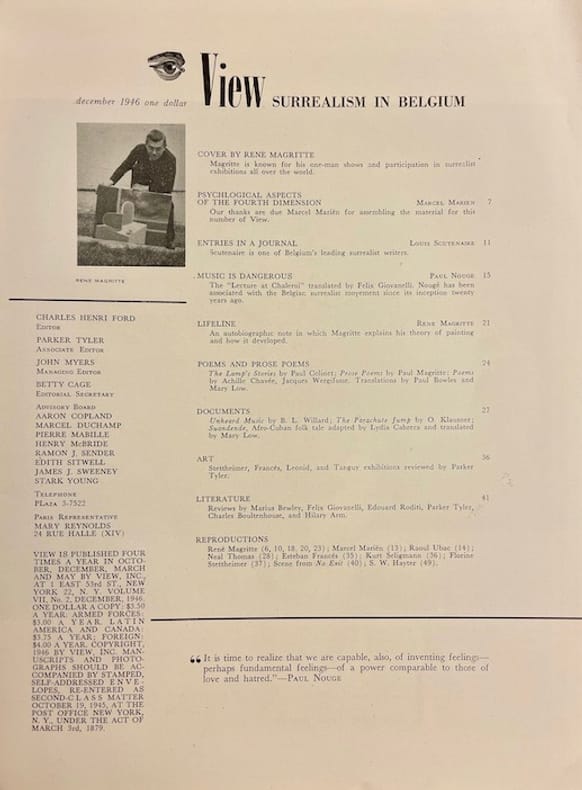 december 1946 one dollar
View SURREALISM IN BELGIUM
RENÉ MAGRITTE
CHARLES HENRI FORD
Editor
PARKER TYLER
Associate Editor
JOHN MYERS
Managing Editor
BETTY CAGE
Editorial Secretary
Advisory Board
AARON COPLAND
MARCEL DUCHAMP
PIERRE MABILLE
HENRY McBRIDE
RAMON J. SENDER
EDITH SITWELL
JAMES J. SWEENEY
STARK YOUNG
Telephone
PLaza 3-7522
Paris Representative
MARY REYNOLDS
24 RUE HALLE (XIV)
VIEW IS PUBLISHED FOUR
TIMES A YEAR IN OCTO-
BER, DECEMBER, MARCH
AND MAY BY VIEW, INC.,
AT 1 EAST 53rd ST., NEW
YORK 22, N. Y. VOLUME
VII, No. 2, DECEMBER, 1946.
ONE DOLLAR A COPY: $3.50
A YEAR: ARMED FORCES:
$3.00 A YEAR. LATIN
AMERICA AND CANADA:
$3.75 A YEAR; FOREIGN:
$4.00 A YEAR. COPYRIGHT,
1946 BY VIEW, INC. MAN-
USCRIPTS AND PHOTO-
GRAPHS SHOULD BE AC-
COMPANIED BY STAMPED,
SELF-ADDRESSED ENVE-
LOPES, RE-ENTERED AS
SECOND-CLASS MATTER
OCTOBER 19, 1945, AT THE
POST OFFICE NEW YORK,
N. Y., UNDER THE ACT OF
MARCH 3rd, 1879.
COVER BY RENE MAGRITTE
Magritte is known for his one-man shows and participation in surrealist
exhibitions all over the world.
PSYCHLOGICAL ASPECTS
OF THE FOURTH DIMENSION Marcel Marien 7
Our thanks are due Marcel Mariën for assembling the material for this
number of View.
ENTRIES IN A JOURNAL Louis Scutenaire 11
Scutenaire is one of Belgium's leading surrealist writers.
MUSIC IS DANGEROUS Paul Nouge 15
The "Lecture at Chaleroi" translated by Felix Giovanelli. Nougé has been
associated with the Belgian surrealist movement since its inception twenty
years ago.
LIFELINE Rene Magritte 21
An autobiographic note in which Magritte explains his theory of painting
and how it developed.
POEMS AND PROSE POEMS 24
The Lamp's Stories by Paul Colinet; Prose Poems by Paul Magritte; Poems
by Achille Chavée, Jacques Wergifosse. Translations by Paul Bowles and
Mary Low.
DOCUMENTS 27
Unheard Music by B. L. Willard; The Parachute Jump by O. Klausner;
Suandende, Afro-Cuban folk tale adapted by Lydia Cabrera and translated
by Mary Low.
ART 36
Stettheimer, Francés, Leonid, and Tanguy exhibitions reviewed by Parker
Tyler.
LITERATURE 41
Reviews by Marius Bewley, Felix Giovanelli, Edouard Roditi, Parker Tyler,
Charles Boultenhouse, and Hilary Arm.
REPRODUCTIONS
René Magritte (6, 10, 18, 20, 23); Marcel Mariën (13); Raoul Ubac (14);
Neal Thomas (28); Esteban Francés (35); Kurt Seligmann (36); Florine
Stettheimer (37); Scene from No Exit (40); S. W. Hayter (49).
"It is time to realize that we are capable, also, of inventing feelings—
perhaps fundamental feelings—of a power comparable to those of
love and hatred."—Paul Nouge